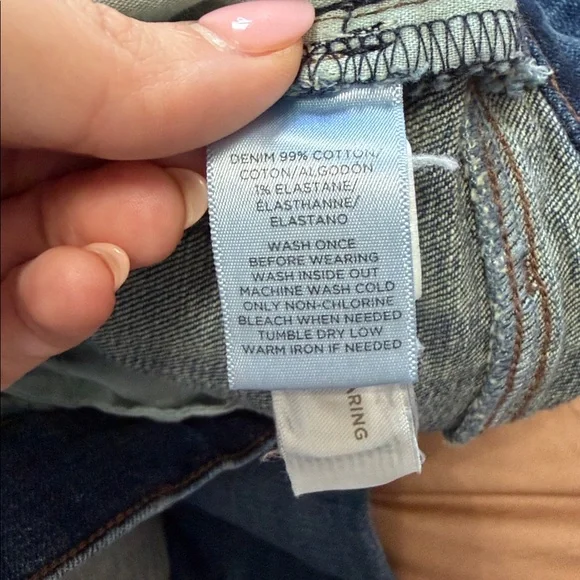 DENIM 99% COTTON/
COTON/ALGODÓN
1% ELASTANE/
ÉLASTHANNE/
ELASTANO
WASH ONCE
BEFORE WEARING
WASH INSIDE OUT
MACHINE WASH COLD
ONLY NON-CHLORINE
BLEACH WHEN NEEDED
TUMBLE DRY LOW
WARM IRON IF NEEDED